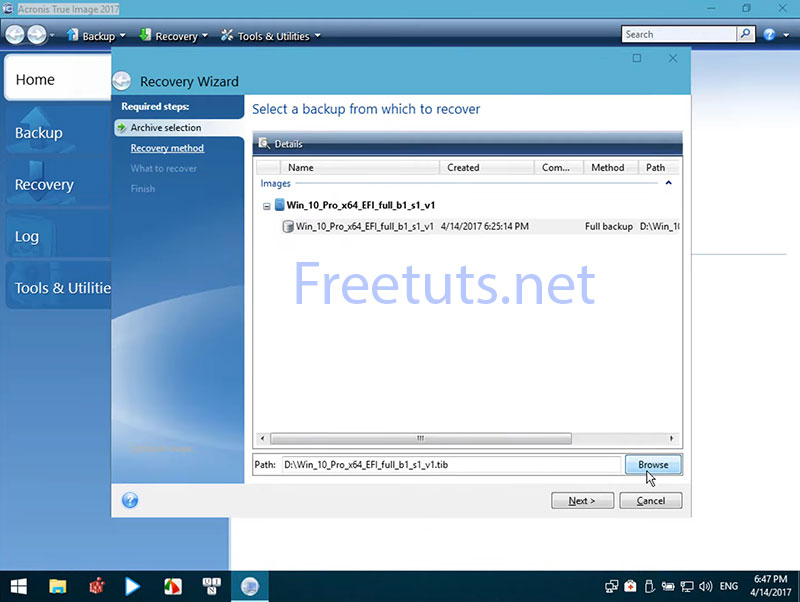 Acronis True Image 2017
Backup Recovery Tools & Utilities Search
Home
Backup
Recovery
Log
Tools & Utilitie
Recovery Wizard
Required steps:
Archive selection
Recovery method
What to recover
Finish
Select a backup from which to recover
Details
Name Created Com... Method Path
Images
Win_10_Pro_x64_EFI_full_b1_s1_v1
Win_10_Pro_x64_EFI_full_b1_s1_v1 4/14/2017 6:25:14 PM Full backup D:\Win_10
Freetuts.net
Path: D:\Win_10_Pro_x64_EFI_full_b1_s1_v1.tib Browse
Next > Cancel
ENG
6:47 PM
4/14/2017